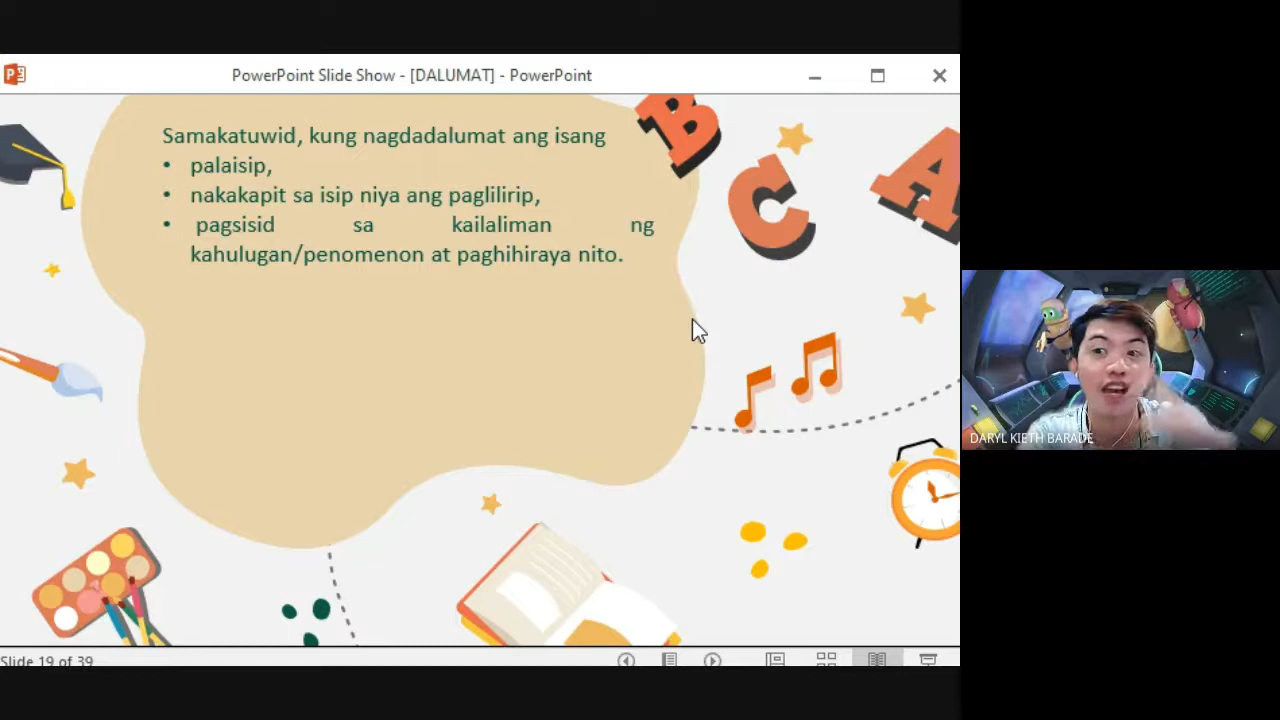 PowerPoint Slide Show - [DALUMAT] - PowerPoint
B
C
A
Samakatuwid, kung nagdadalumat ang isang
• palaisip,
• nakakapit sa isip niya ang paglilirip,
• pagsisid sa kailaliman ng
kahulugan/penomenon at paghihiraya nito.
DARYL KIETH BARADE
Slide 19 of 39